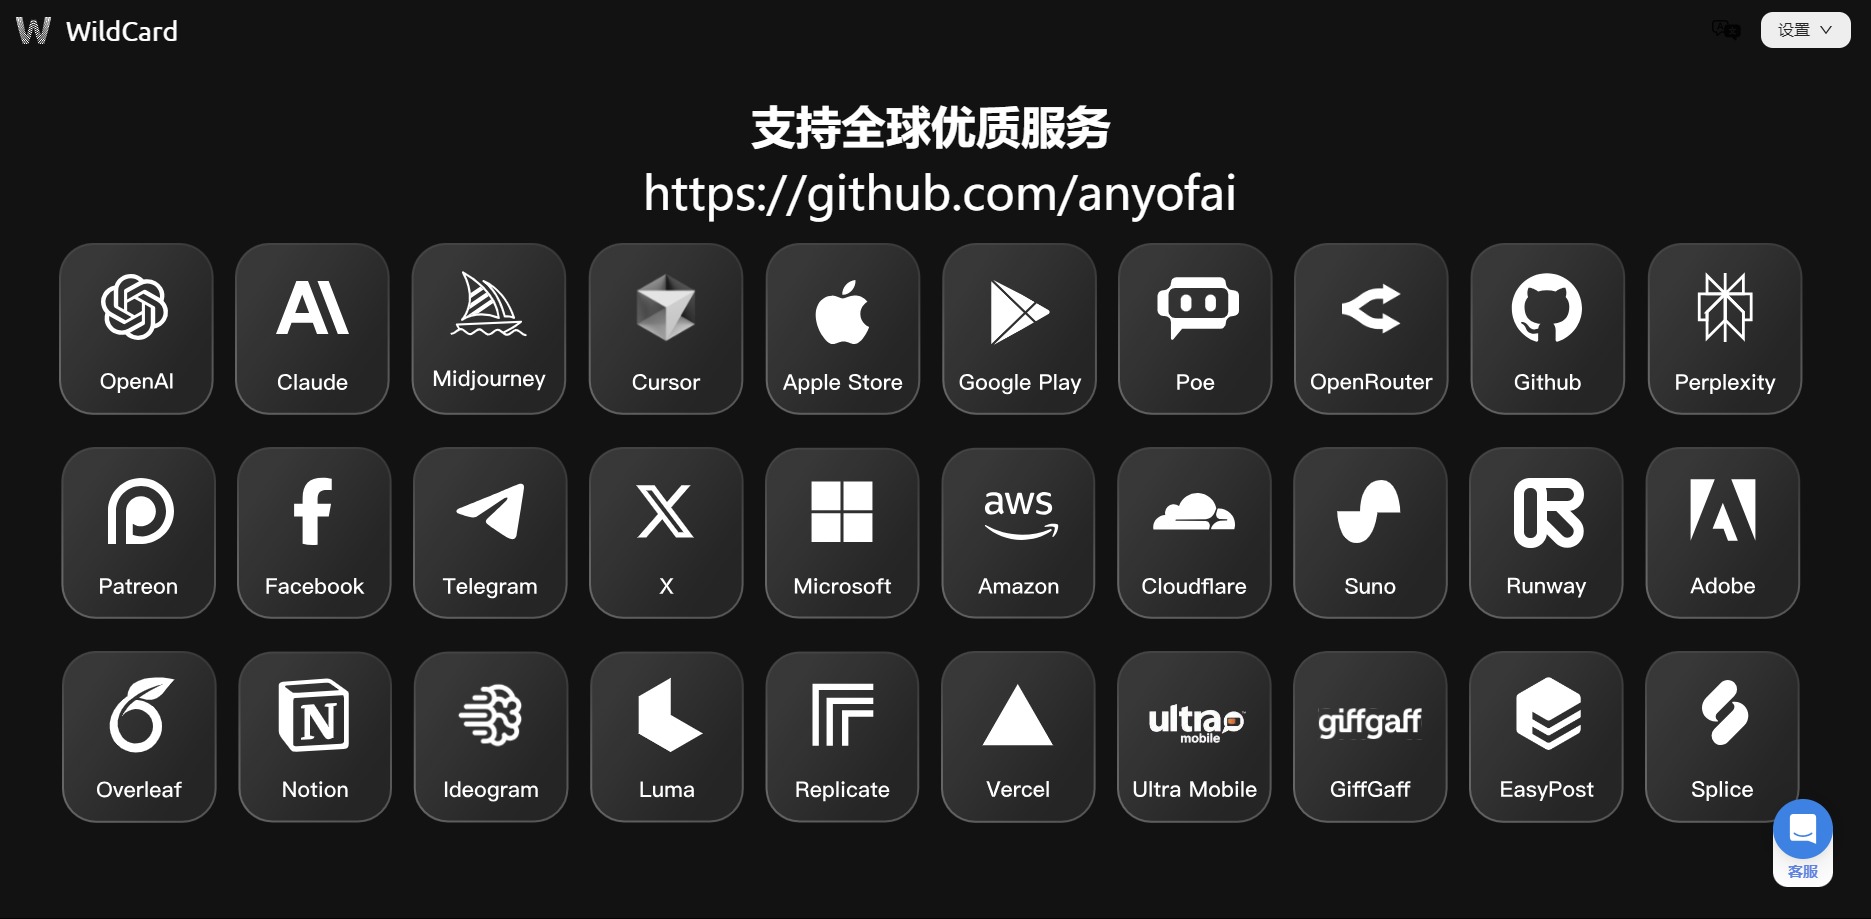 WildCard
设置
支持全球优质服务
https://github.com/anyofai
OpenAI
Claude
Midjourney
Cursor
Apple Store
Google Play
Poe
OpenRouter
Github
Perplexity
aws
Patreon
Facebook
Telegram
X
Microsoft
Amazon
Cloudflare
Suno
Runway
Adobe
N
ultra
mobile
giffgaff
Overleaf
Notion
Ideogram
Luma
Replicate
Vercel
Ultra Mobile
GiffGaff
EasyPost
Splice
客服